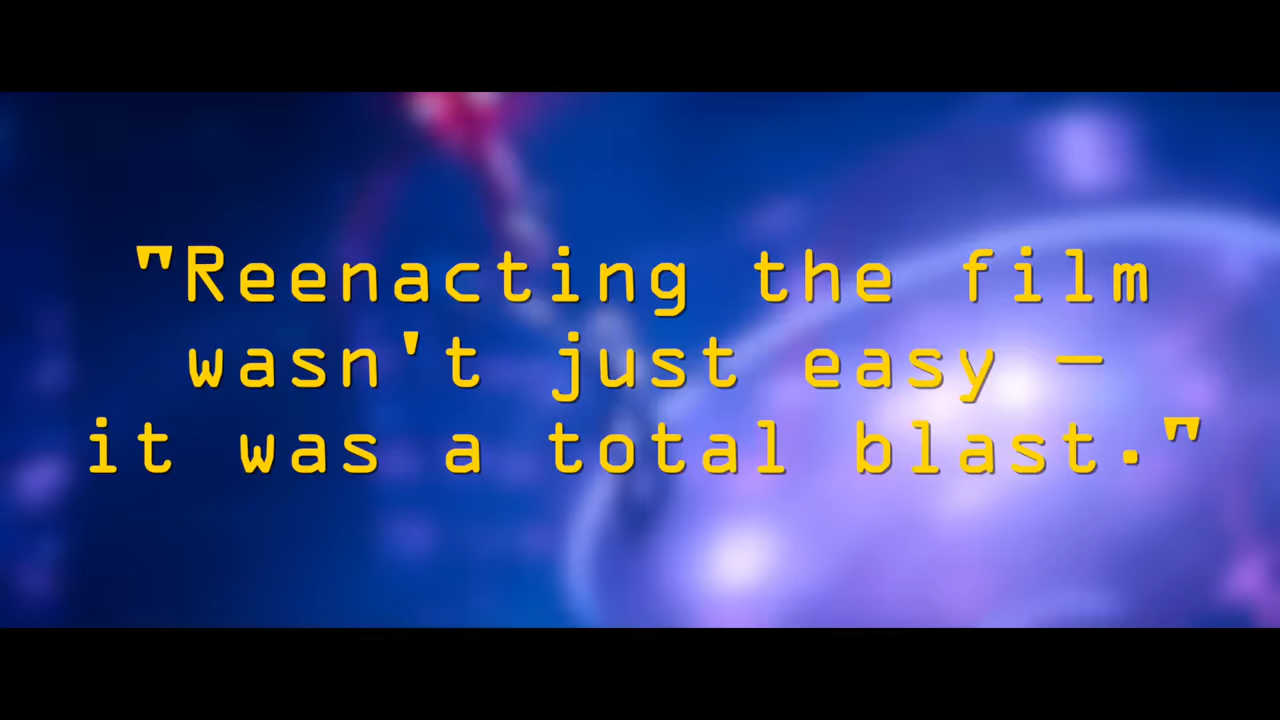 "Reenacting the film
wasn't just easy —
it was a total blast."